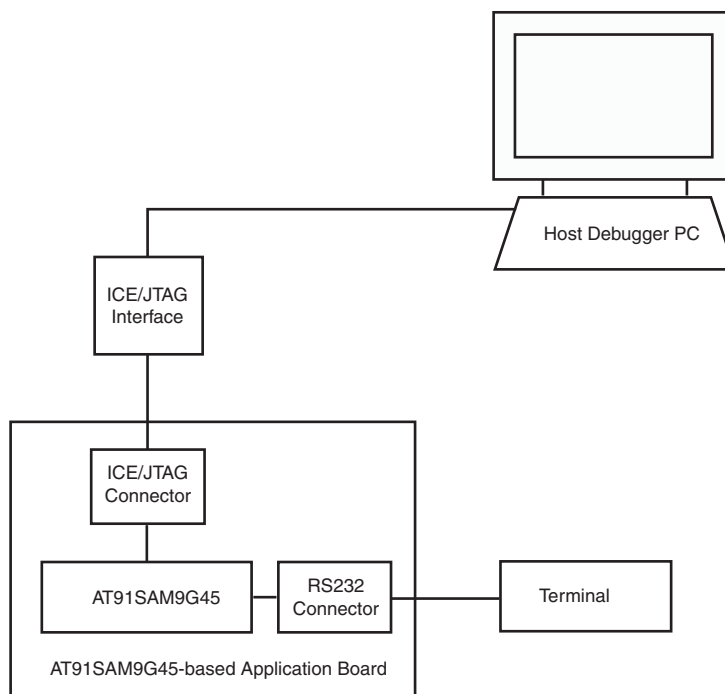 Host Debugger PC
ICE/JTAG
Interface
ICE/JTAG
Connector
AT91SAM9G45
RS232
Connector
Terminal
AT91SAM9G45-based Application Board